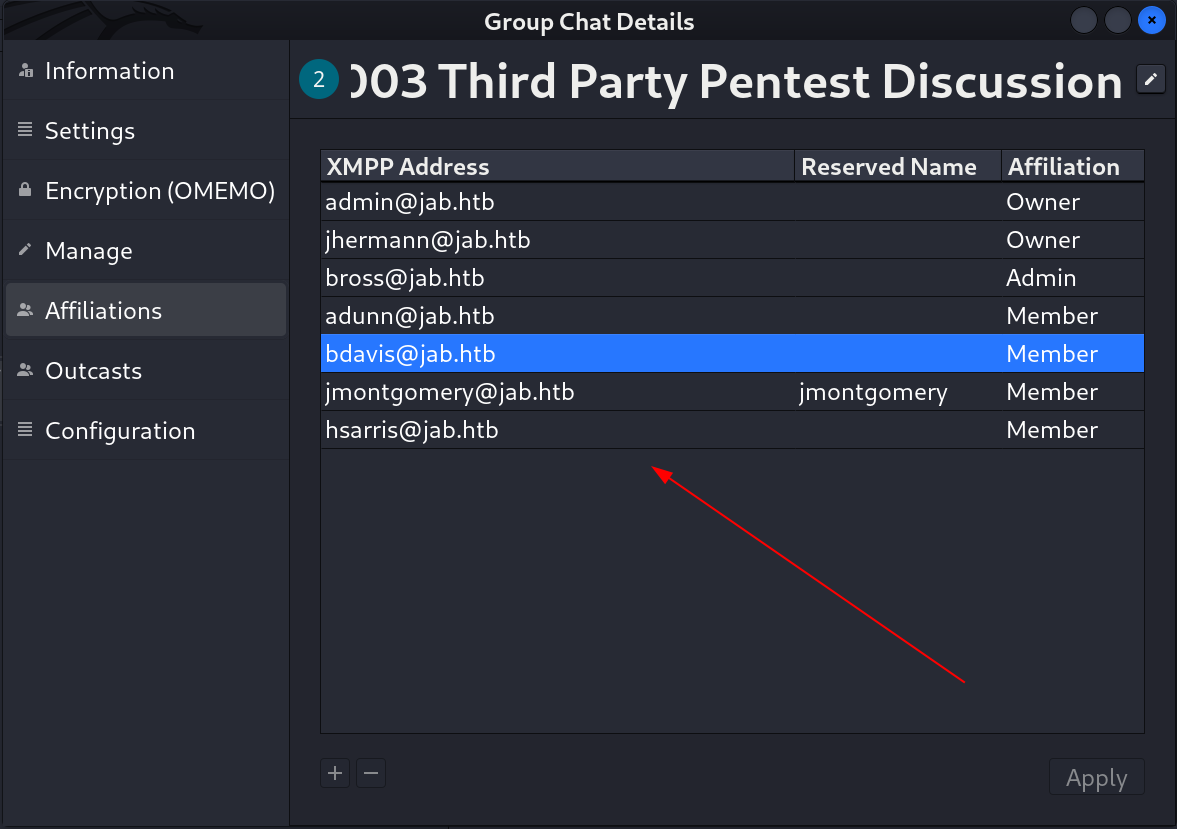 Group Chat Details
Information
Settings
Encryption (OMEMO)
Manage
Affiliations
Outcasts
Configuration
2
003 Third Party Pentest Discussion
XMPP Address Reserved Name Affiliation
admin@jab.htb Owner
jhermann@jab.htb Owner
bross@jab.htb Admin
adunn@jab.htb Member
bdavis@jab.htb Member
jmontgomery@jab.htb jmontgomery Member
hsarris@jab.htb Member
Apply